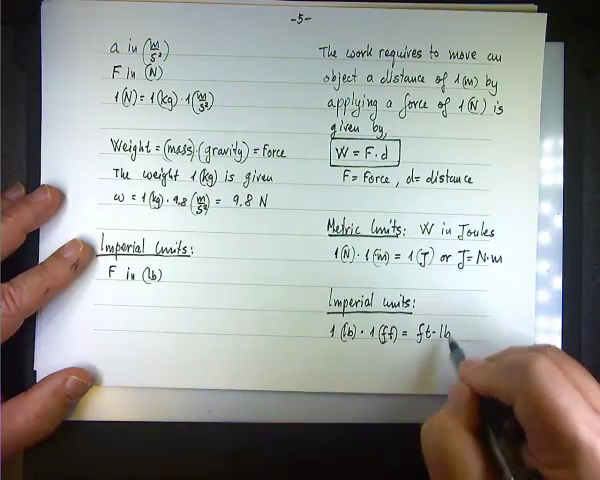 -5-
a in (m/s²)
F in (N)
1(N) = 1(kg) · 1(m/s²)
Weight = (mass)·(gravity) = Force
The weight 1(kg) is given
w = 1(kg) · 9.8 (m/s²) = 9.8 N
Imperial Units:
F in (lb)
The work requires to move an
object a distance of 1(m) by
applying a force of 1(N) is
given by,
W = F·d
F = Force, d = distance
Metric Units: W in Joules
1(N) · 1(m) = 1(J) or J = N·m
Imperial units:
1(lb) · 1(ft) = ft-lb